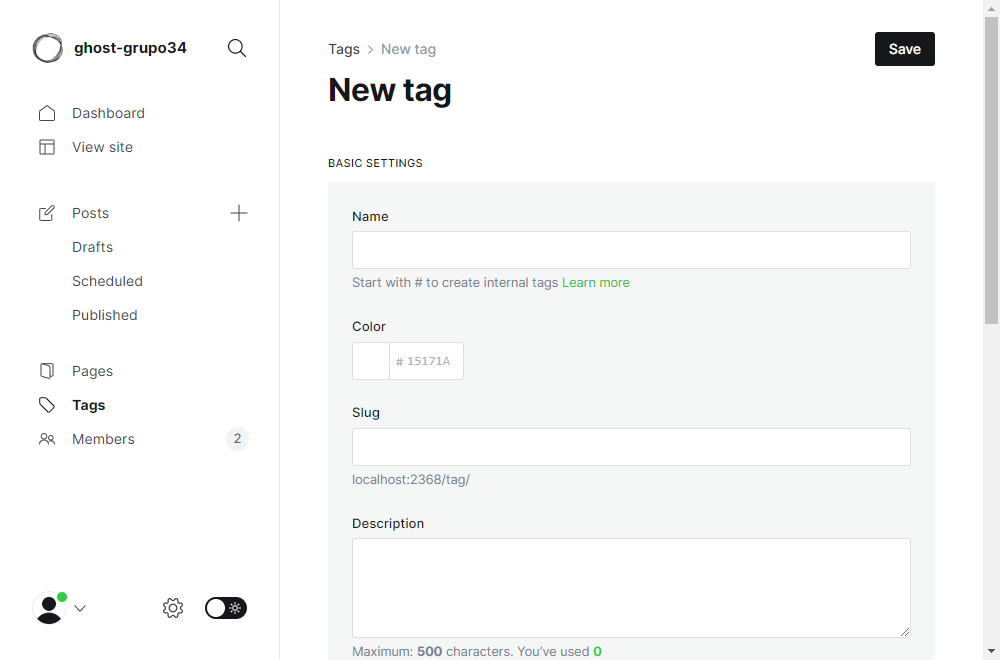 ghost-grupo34
Dashboard
View site
Posts
Drafts
Scheduled
Published
Pages
Tags
Members 2
Tags > New tag
Save
New tag
BASIC SETTINGS
Name
Start with # to create internal tags Learn more
Color
# 15171A
Slug
localhost:2368/tag/
Description
Maximum: 500 characters. You’ve used 0